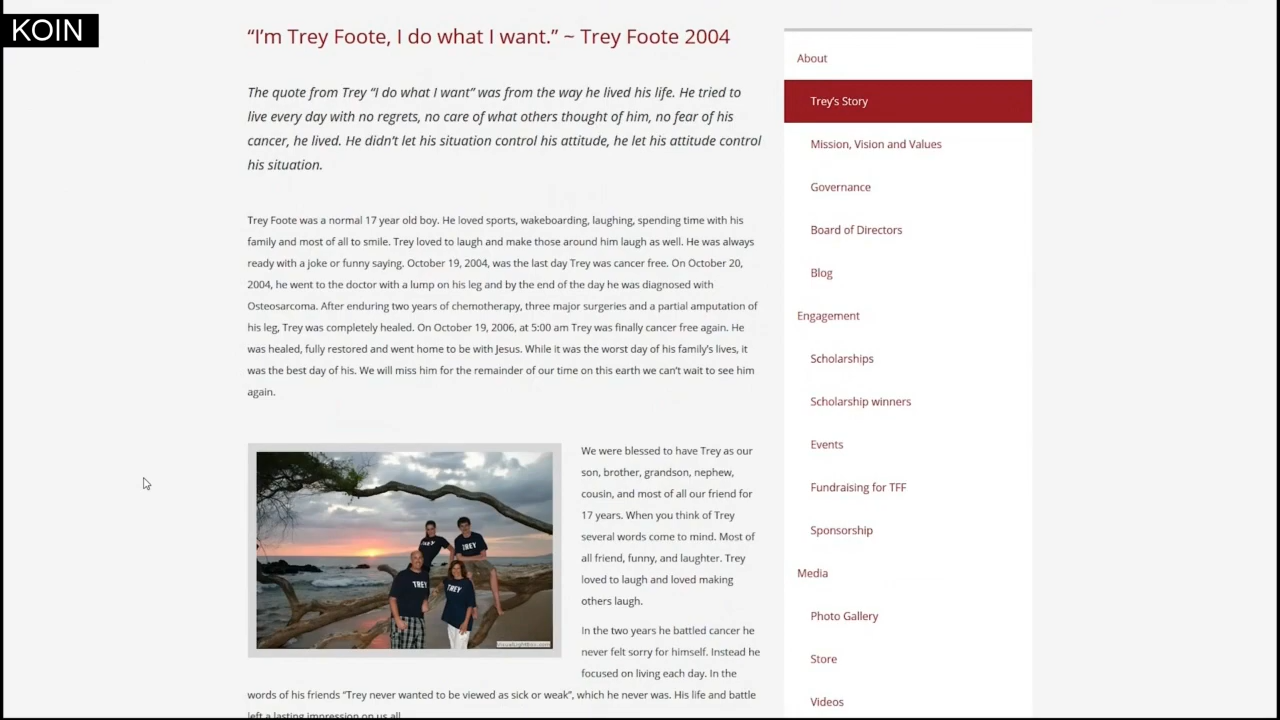 KOIN
“I’m Trey Foote, I do what I want.” ~ Trey Foote 2004
The quote from Trey “I do what I want” was from the way he lived his life. He tried to
live every day with no regrets, no care of what others thought of him, no fear of his
cancer, he lived. He didn’t let his situation control his attitude, he let his attitude control
his situation.
Trey Foote was a normal 17 year old boy. He loved sports, wakeboarding, laughing, spending time with his
family and most of all to smile. Trey loved to laugh and make those around him laugh as well. He was always
ready with a joke or funny saying. October 19, 2004, was the last day Trey was cancer free. On October 20,
2004, he went to the doctor with a lump on his leg and by the end of the day he was diagnosed with
Osteosarcoma. After enduring two years of chemotherapy, three major surgeries and a partial amputation of
his leg, Trey was completely healed. On October 19, 2006, at 5:00 am Trey was finally cancer free again. He
was healed, fully restored and went home to be with Jesus. While it was the worst day of his family’s lives, it
was the best day of his. We will miss him for the remainder of our time on this earth we can’t wait to see him
again.
TREY
TREY
TREY
TREY
We were blessed to have Trey as our
son, brother, grandson, nephew,
cousin, and most of all our friend for
17 years. When you think of Trey
several words come to mind. Most of
all friend, funny, and laughter. Trey
loved to laugh and loved making
others laugh.
In the two years he battled cancer he
never felt sorry for himself. Instead he
focused on living each day. In the
words of his friends “Trey never wanted to be viewed as sick or weak”, which he never was. His life and battle
left a lasting impression on us all.
About
Trey’s Story
Mission, Vision and Values
Governance
Board of Directors
Blog
Engagement
Scholarships
Scholarship winners
Events
Fundraising for TFF
Sponsorship
Media
Photo Gallery
Store
Videos